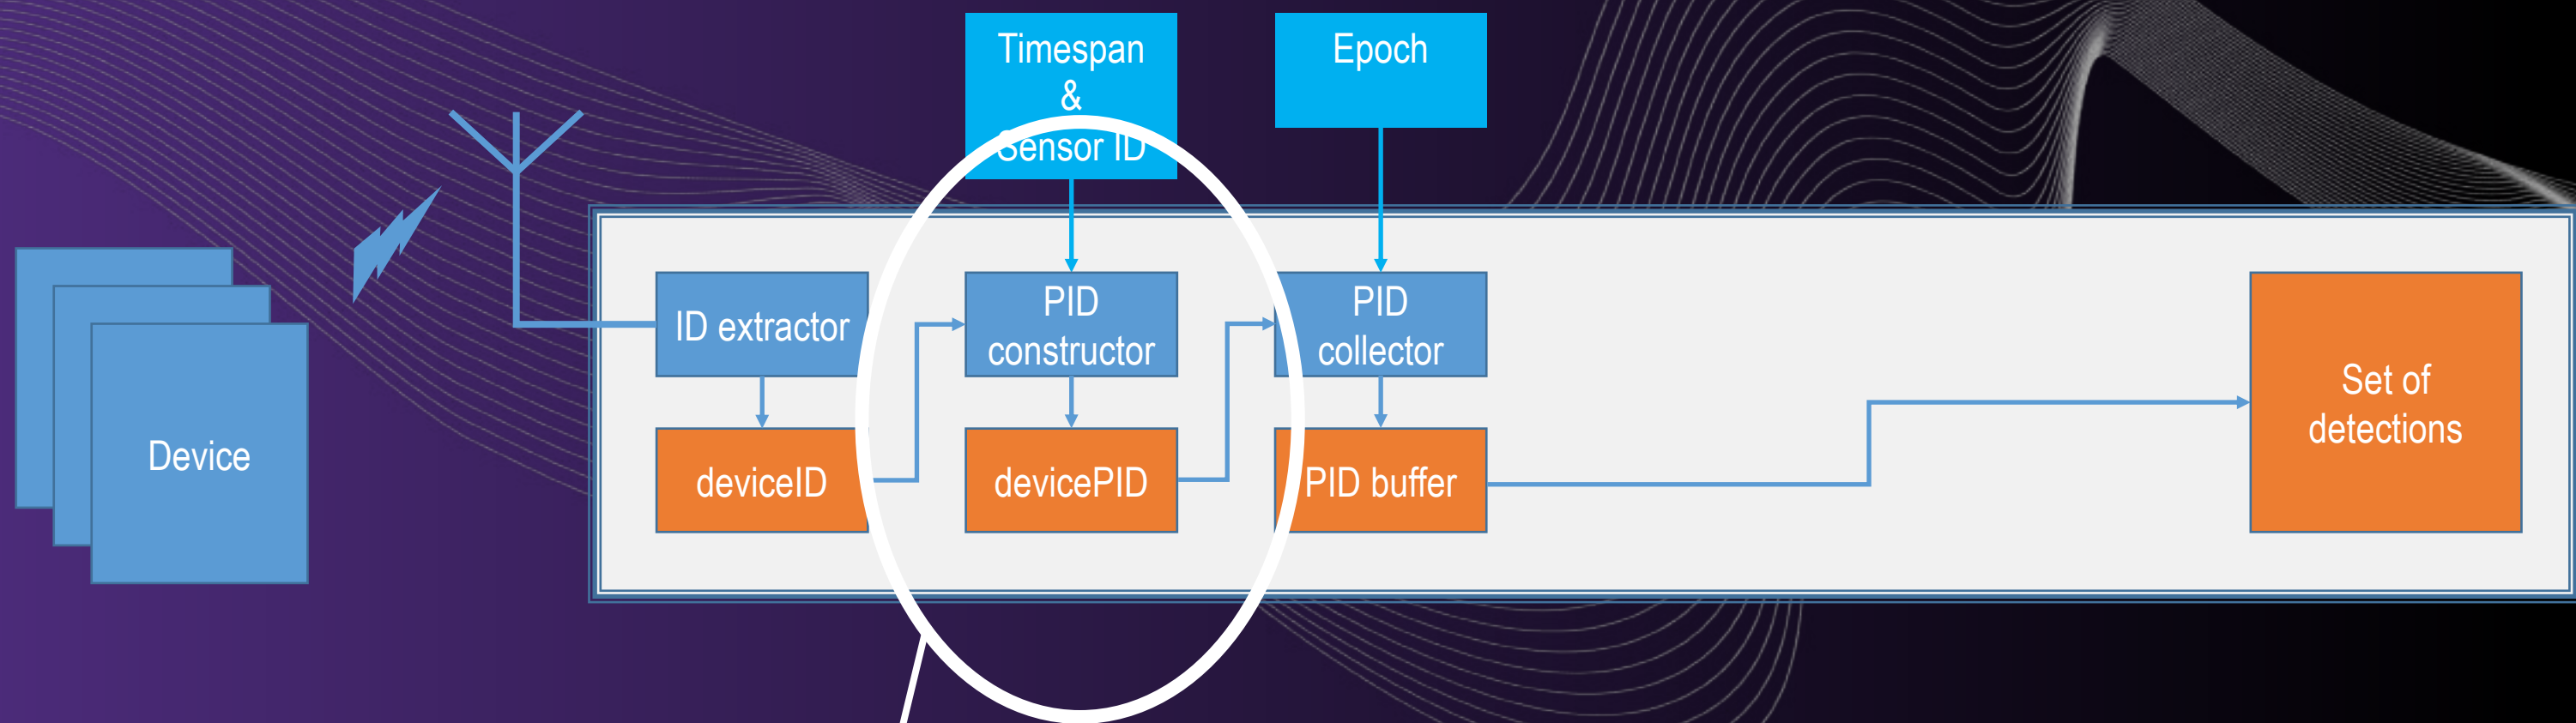 Timespan
&
Sensor ID
Epoch
Device
ID extractor
PID
constructor
PID
collector
deviceID
devicePID
PID buffer
Set of
detections